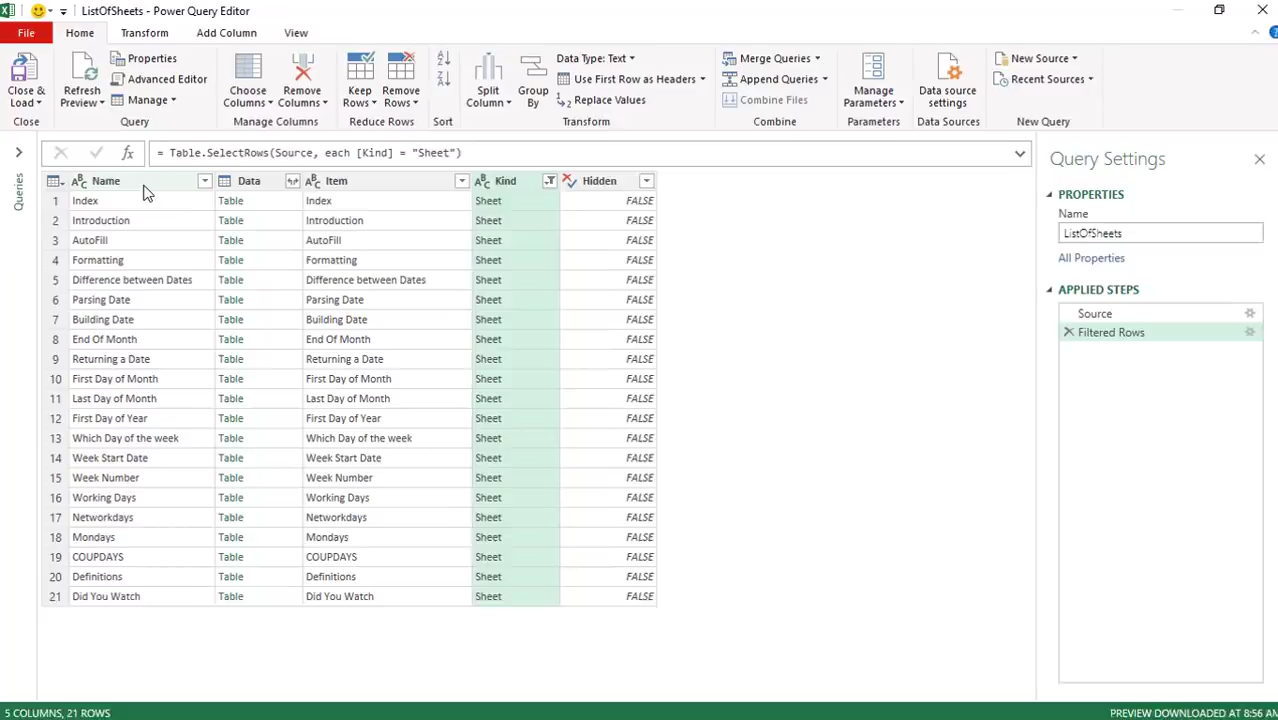 ListOfSheets - Power Query Editor
File Home Transform Add Column View
Close & Load
Close
Refresh Preview
Properties
Advanced Editor
Manage
Query
Choose Columns
Remove Columns
Manage Columns
Keep Rows
Remove Rows
Reduce Rows
Sort
Split Column
Group By
Data Type: Text
Use First Row as Headers
Replace Values
Transform
Merge Queries
Append Queries
Combine Files
Combine
Manage Parameters
Parameters
Data source settings
Data Sources
New Source
Recent Sources
New Query
Queries
fx = Table.SelectRows(Source, each [Kind] = "Sheet")
Name Data Item Kind Hidden
1 Index Table Index Sheet FALSE
2 Introduction Table Introduction Sheet FALSE
3 AutoFill Table AutoFill Sheet FALSE
4 Formatting Table Formatting Sheet FALSE
5 Difference between Dates Table Difference between Dates Sheet FALSE
6 Parsing Date Table Parsing Date Sheet FALSE
7 Building Date Table Building Date Sheet FALSE
8 End Of Month Table End Of Month Sheet FALSE
9 Returning a Date Table Returning a Date Sheet FALSE
10 First Day of Month Table First Day of Month Sheet FALSE
11 Last Day of Month Table Last Day of Month Sheet FALSE
12 First Day of Year Table First Day of Year Sheet FALSE
13 Which Day of the week Table Which Day of the week Sheet FALSE
14 Week Start Date Table Week Start Date Sheet FALSE
15 Week Number Table Week Number Sheet FALSE
16 Working Days Table Working Days Sheet FALSE
17 Networkdays Table Networkdays Sheet FALSE
18 Mondays Table Mondays Sheet FALSE
19 COUPDAYS Table COUPDAYS Sheet FALSE
20 Definitions Table Definitions Sheet FALSE
21 Did You Watch Table Did You Watch Sheet FALSE
Query Settings
PROPERTIES
Name
ListOfSheets
All Properties
APPLIED STEPS
Source
Filtered Rows
5 COLUMNS, 21 ROWS
PREVIEW DOWNLOADED AT 8:56 AM